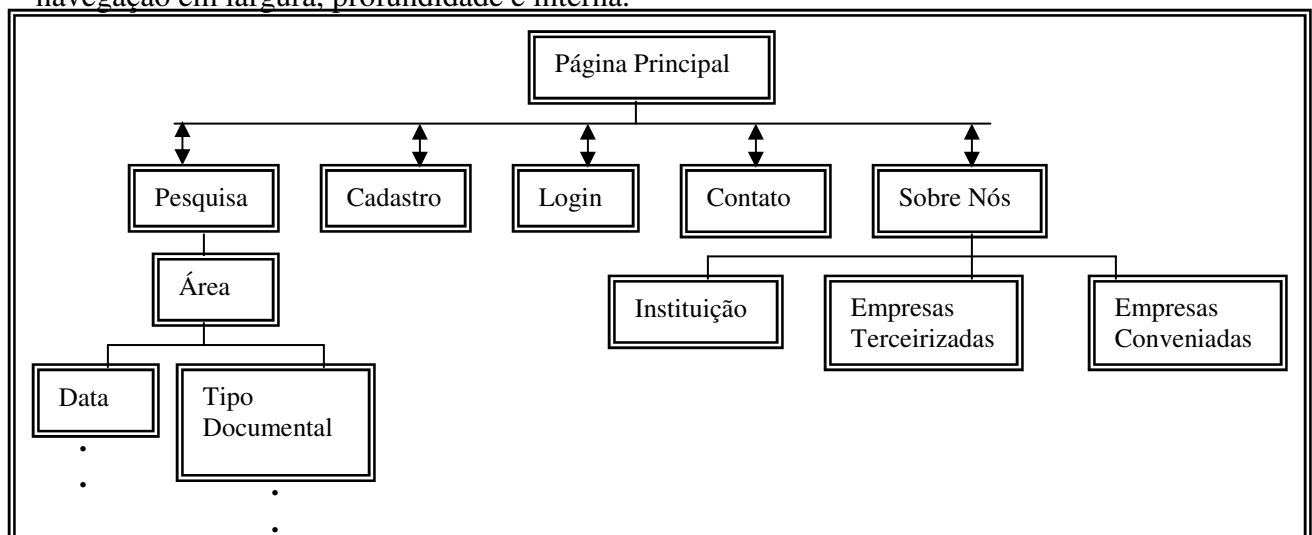 navegação em largura, profundidade e interna.
Página Principal
Pesquisa
Cadastro
Login
Contato
Sobre Nós
Área
Instituição
Empresas
Terceirizadas
Empresas
Conveniadas
Data
Tipo
Documental